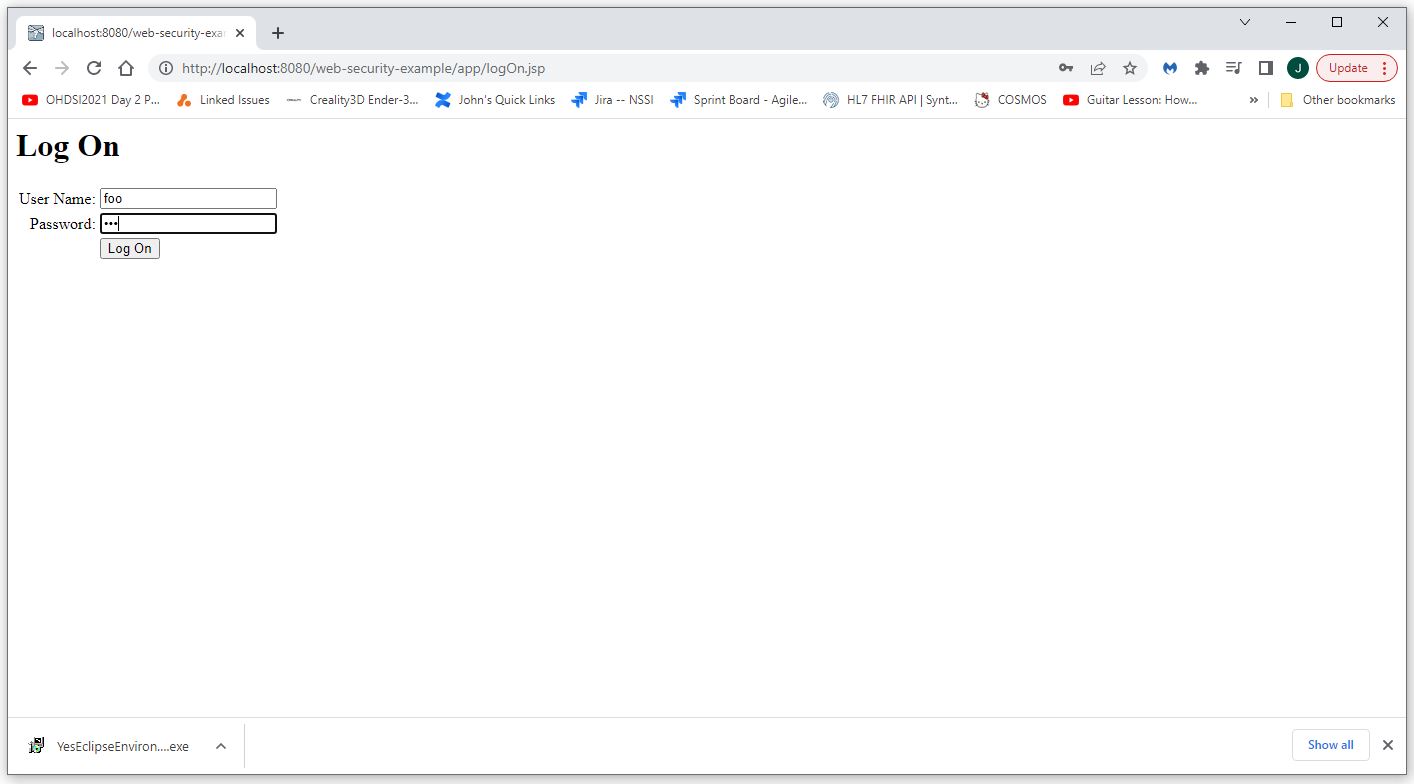 localhost:8080/web-security-exa
http://localhost:8080/web-security-example/app/logOn.jsp
J
Update
OHDSI2021 Day 2 P...
Linked Issues
Creality3D Ender-3...
John's Quick Links
Jira -- NSSI
Sprint Board - Agile...
HL7 FHIR API | Synt...
COSMOS
Guitar Lesson: How...
»
Other bookmarks
Log On
User Name: foo
Password: •••
Log On
YesEclipseEnviron....exe
Show all